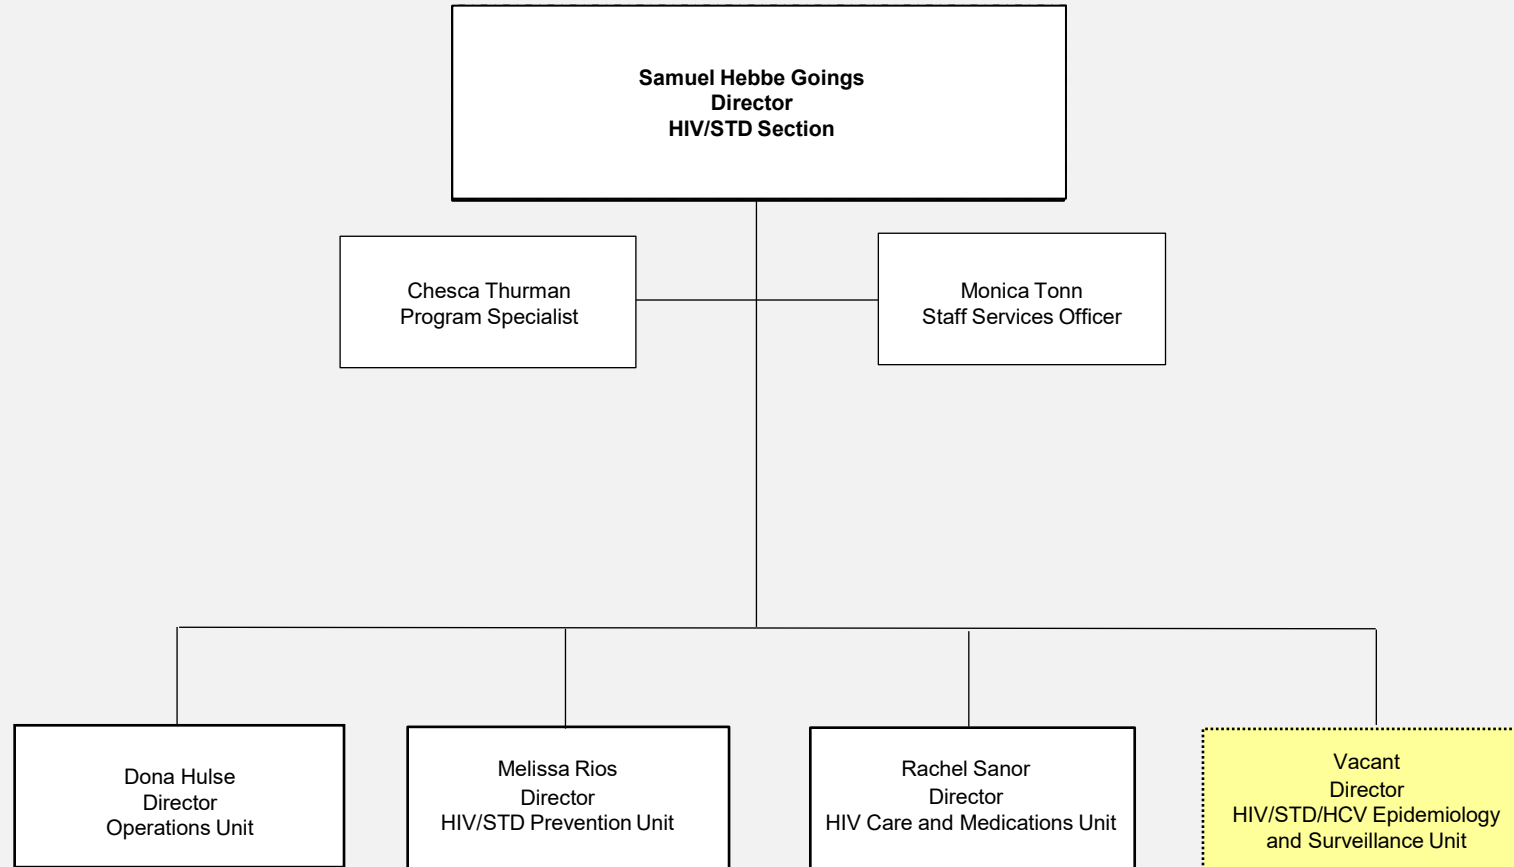 Samuel Hebbe Goings
Director
HIV/STD Section
Chesca Thurman
Program Specialist
Monica Tonn
Staff Services Officer
Dona Hulse
Director
Operations Unit
Melissa Rios
Director
HIV/STD Prevention Unit
Rachel Sanor
Director
HIV Care and Medications Unit
Vacant
Director
HIV/STD/HCV Epidemiology
and Surveillance Unit